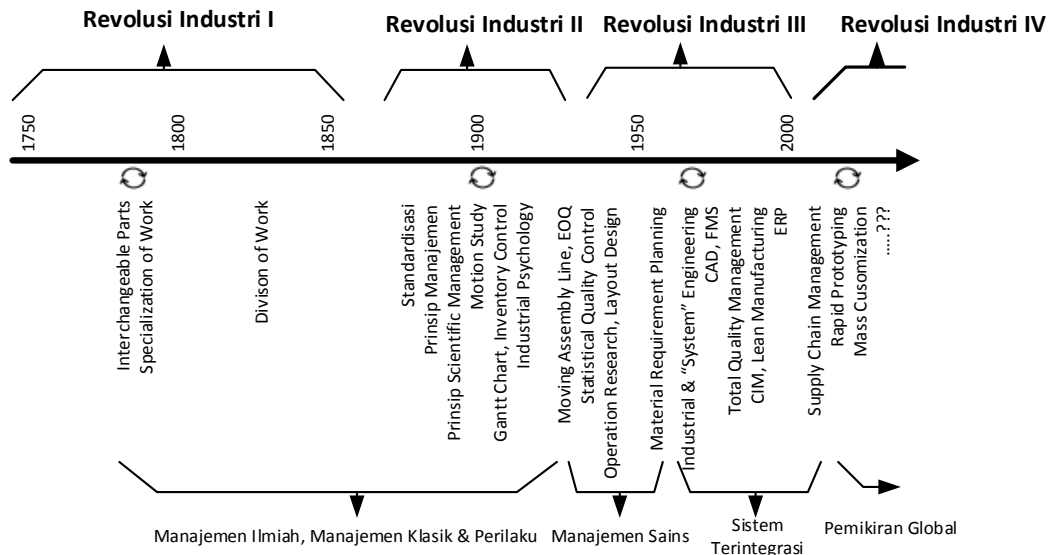 Revolusi Industri I
Revolusi Industri II
Revolusi Industri III
Revolusi Industri IV
1750
1800
1850
1900
1950
2000
Interchangeable Parts
Specialization of Work
Divison of Work
Standardisasi
Prinsip Manajmen
Prinsip Scientific Management
Motion Study
Gantt Chart, Inventory Control
Industrial Psychology
Moving Assembly Line, EOQ
Statistical Quality Control
Operation Research, Layout Design
Material Requirement Planning
Industrial & “System” Engineering
CAD, FMS
Total Quality Management
CIM, Lean Manufacturing
ERP
Supply Chain Management
Rapid Prototyping
Mass Cusomization
.....???
Manajemen Ilmiah, Manajemen Klasik & Perilaku
Manajemen Sains
Sistem
Terintegrasi
Pemikiran Global